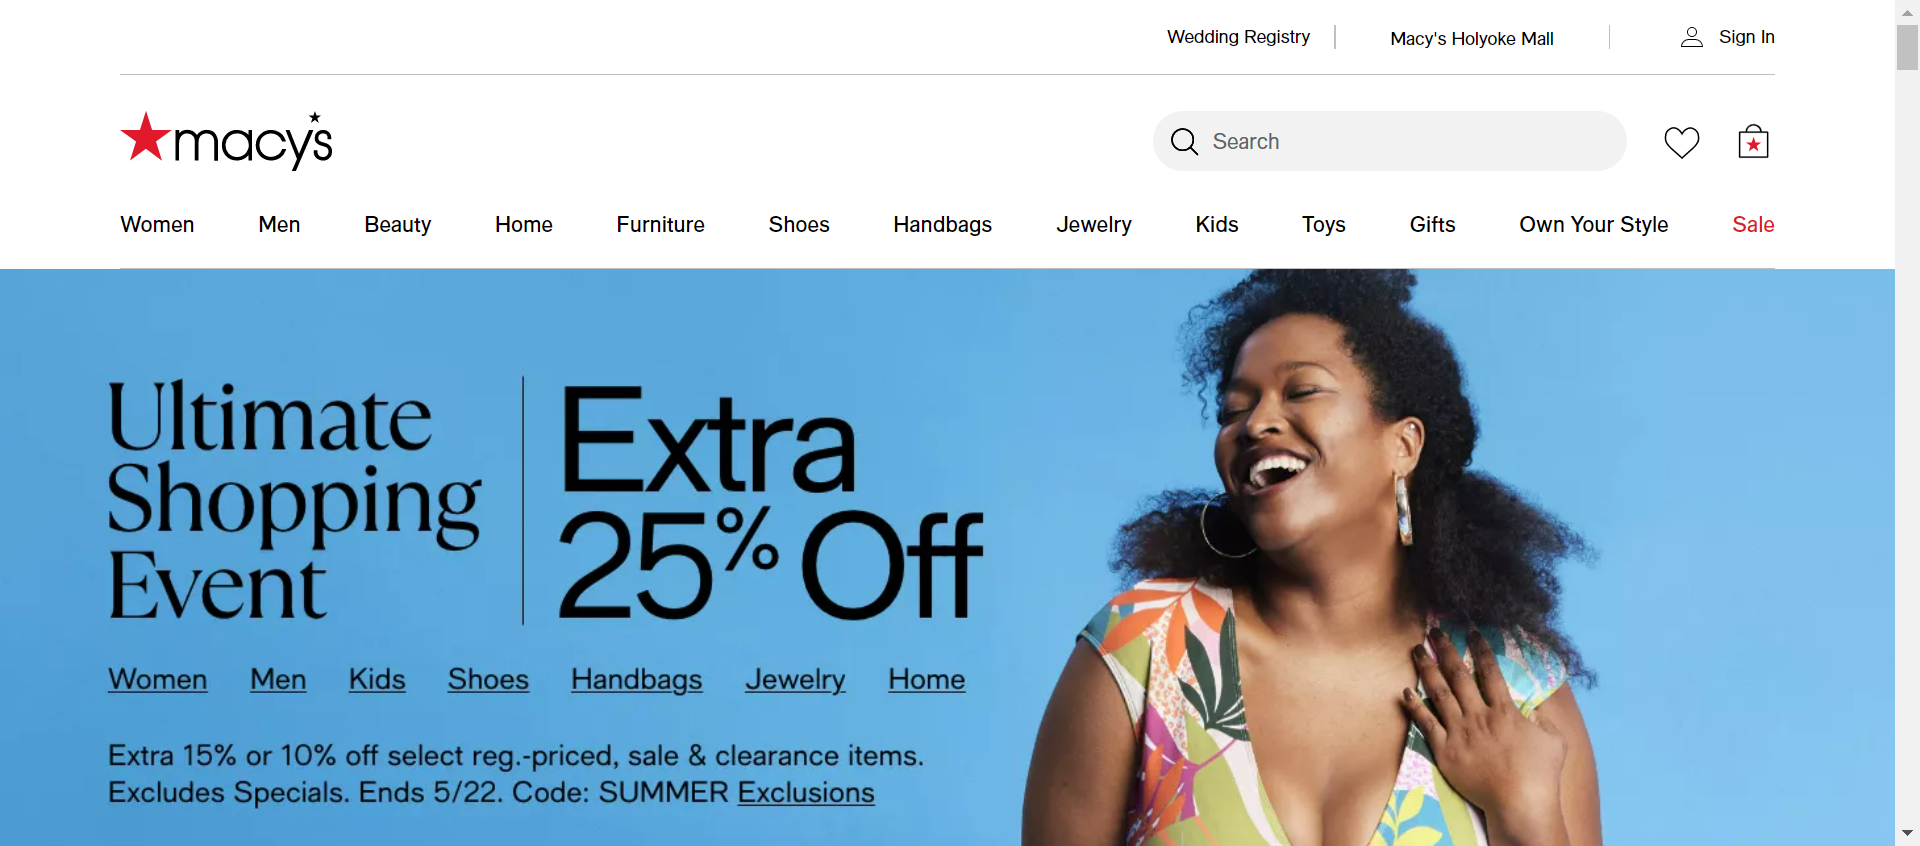 Wedding Registry
Macy's Holyoke Mall
Sign In
macy's
Search
Women Men Beauty Home Furniture Shoes Handbags Jewelry Kids Toys Gifts Own Your Style Sale
Ultimate
Shopping
Event
Extra
25% Off
Women Men Kids Shoes Handbags Jewelry Home
Extra 15% or 10% off select reg.-priced, sale & clearance items.
Excludes Specials. Ends 5/22. Code: SUMMER Exclusions